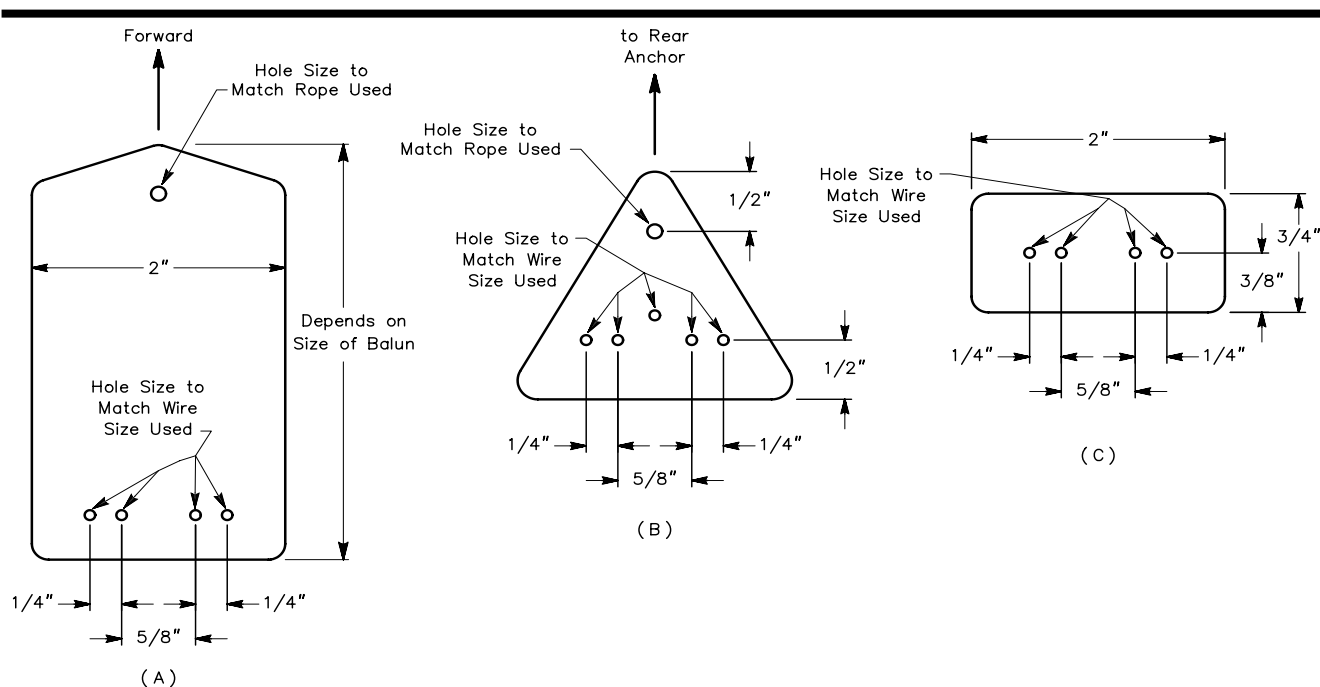 Forward
Hole Size to
Match Rope Used
2"
Depends on
Size of Balun
Hole Size to
Match Wire
Size Used
1/4"
1/4"
5/8"
(A)
to Rear
Anchor
Hole Size to
Match Rope Used
1/2"
Hole Size to
Match Wire
Size Used
1/2"
1/4"
1/4"
5/8"
(B)
2"
Hole Size to
Match Wire
Size Used
3/4"
3/8"
1/4"
1/4"
5/8"
(C)